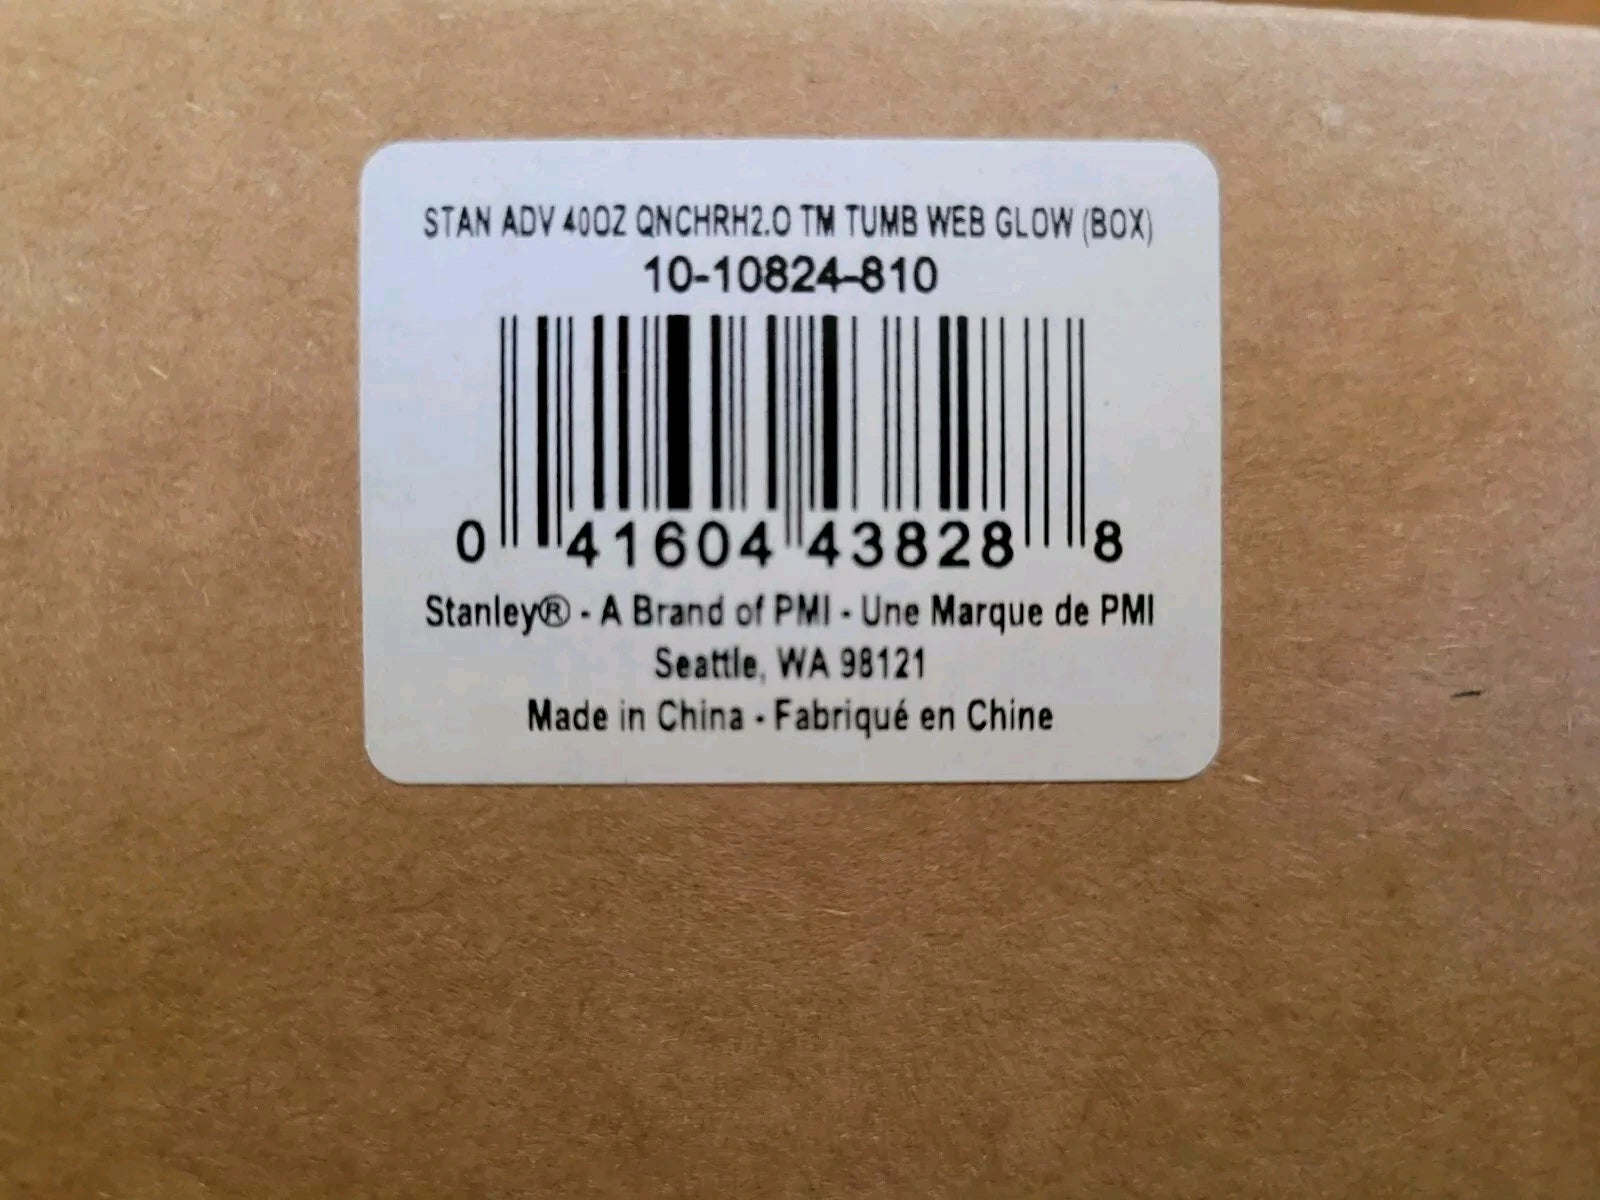 STAN ADV 40OZ QNCHRH2.O TM TUMB WEB GLOW (BOX)
10-10824-810
0 41604 43828 8
Stanley® - A Brand of PMI - Une Marque de PMI
Seattle, WA 98121
Made in China - Fabriqué en Chine